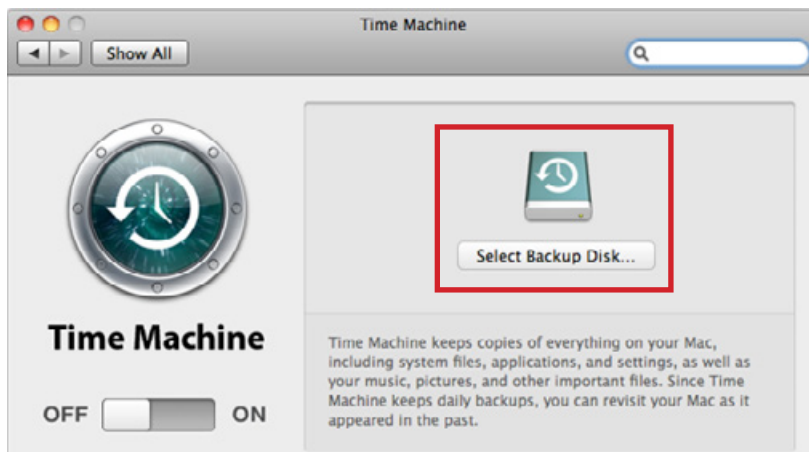 Time Machine
Show All
Select Backup Disk...
Time Machine
OFF ON
Time Machine keeps copies of everything on your Mac,
including system files, applications, and settings, as well as
your music, pictures, and other important files. Since Time
Machine keeps daily backups, you can revisit your Mac as it
appeared in the past.